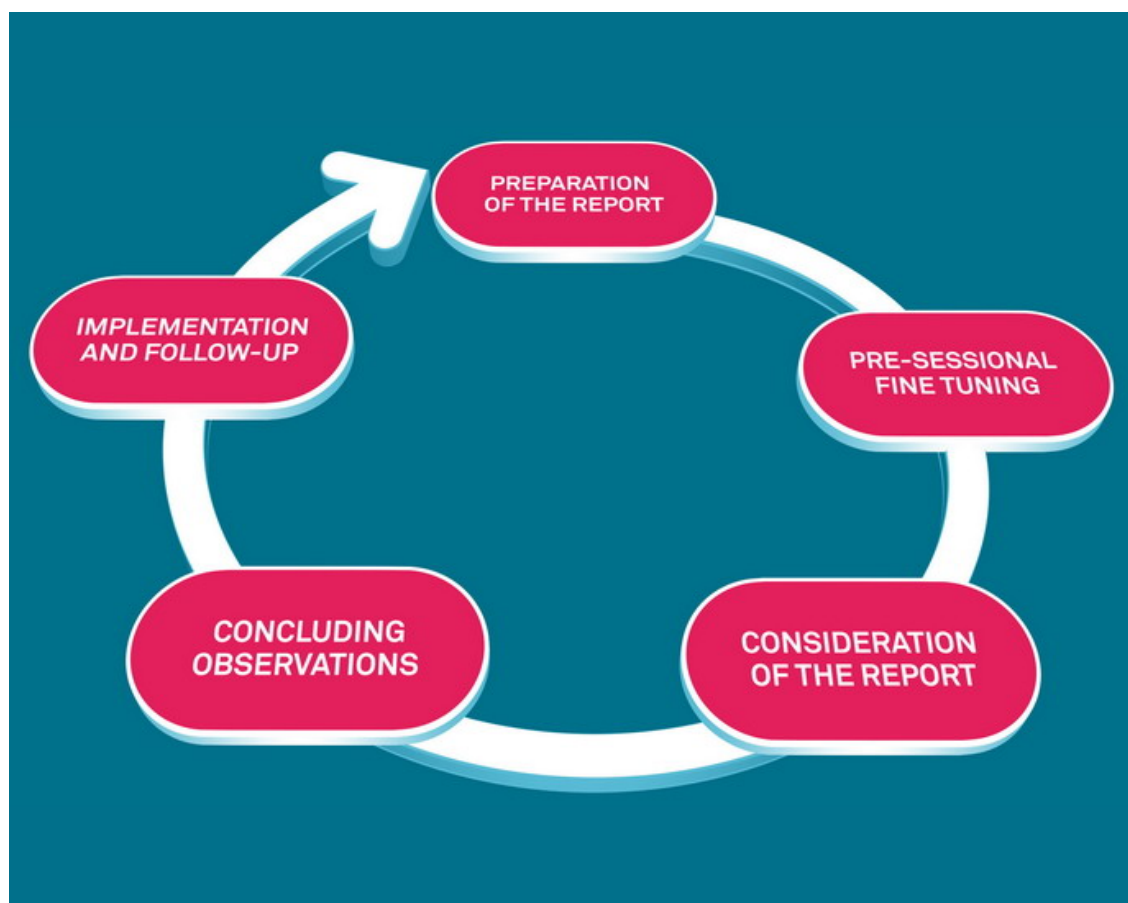 PREPARATION
OF THE REPORT
PRE-SESSIONAL
FINE TUNING
CONSIDERATION
OF THE REPORT
CONCLUDING
OBSERVATIONS
IMPLEMENTATION
AND FOLLOW-UP